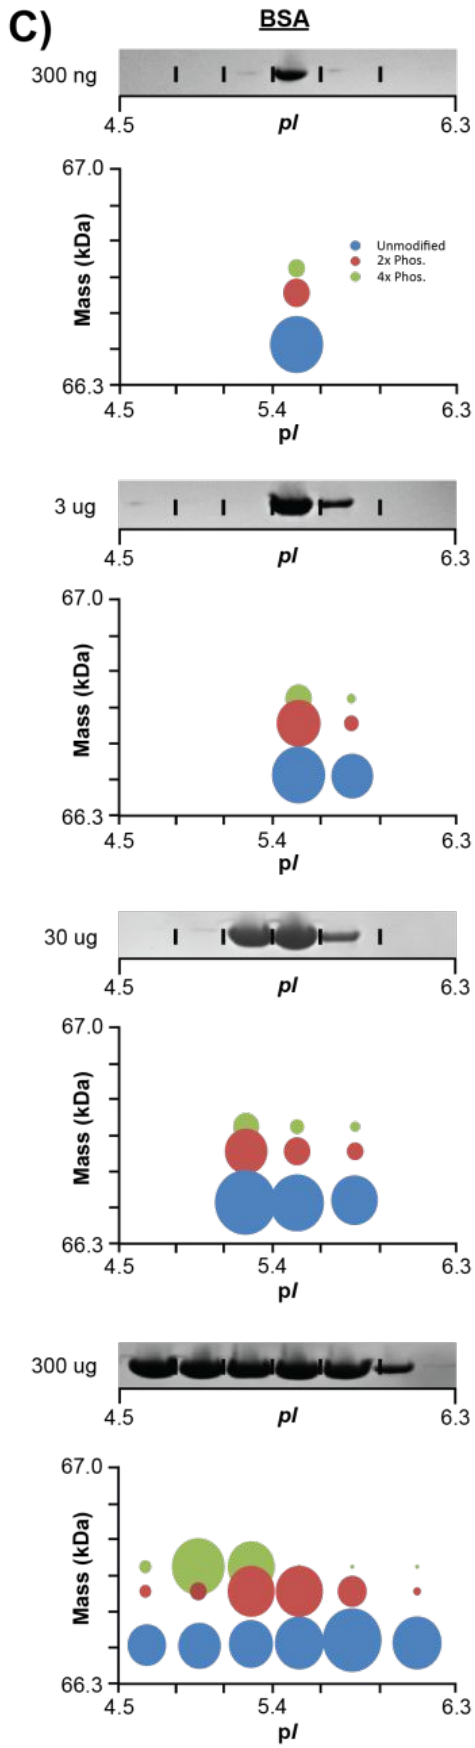 C)
BSA
300 ng
4.5
pI
6.3
67.0
Mass (kDa)
Unmodified
2x Phos.
4x Phos.
66.3
4.5
5.4
6.3
pI
3 ug
4.5
pI
6.3
67.0
Mass (kDa)
66.3
4.5
5.4
6.3
pI
30 ug
4.5
pI
6.3
67.0
Mass (kDa)
66.3
4.5
5.4
6.3
pI
300 ug
4.5
pI
6.3
67.0
Mass (kDa)
66.3
4.5
5.4
6.3
pI